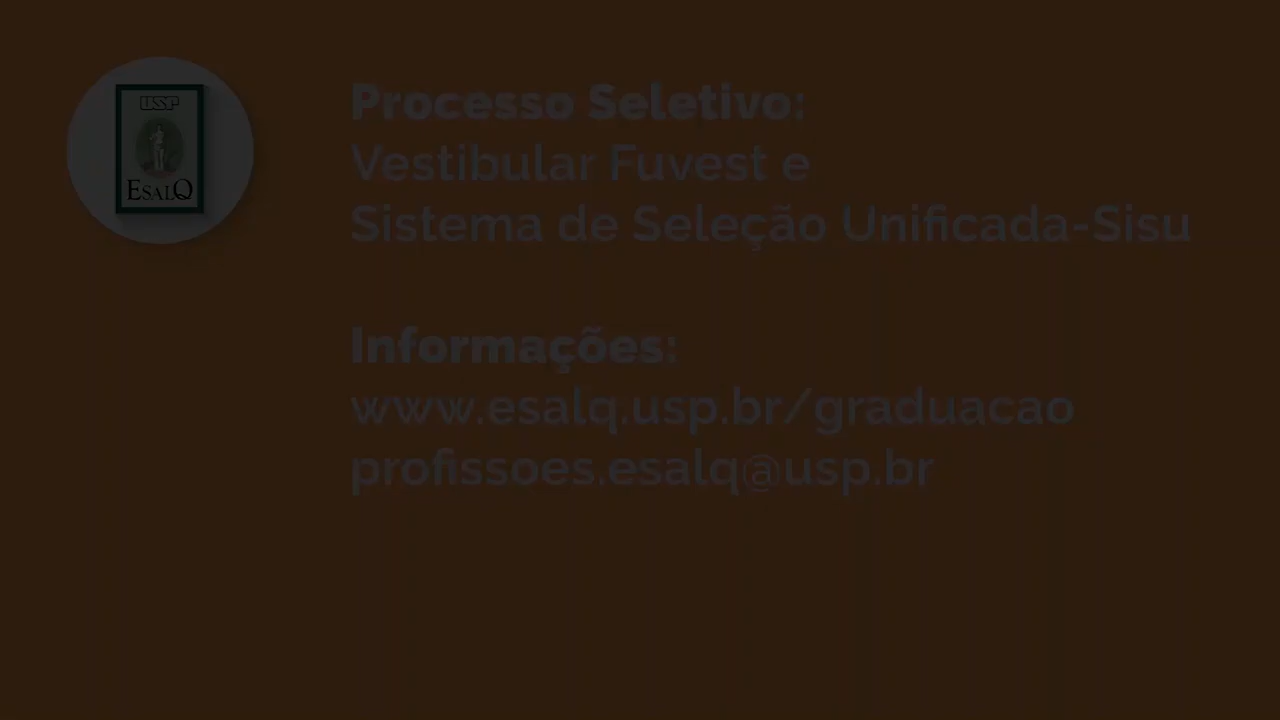 USP
ESALQ
Processo Seletivo:
Vestibular Fuvest e
Sistema de Seleção Unificada-Sisu
Informações:
www.esalq.usp.br/graduacao
profissoes.esalq@usp.br